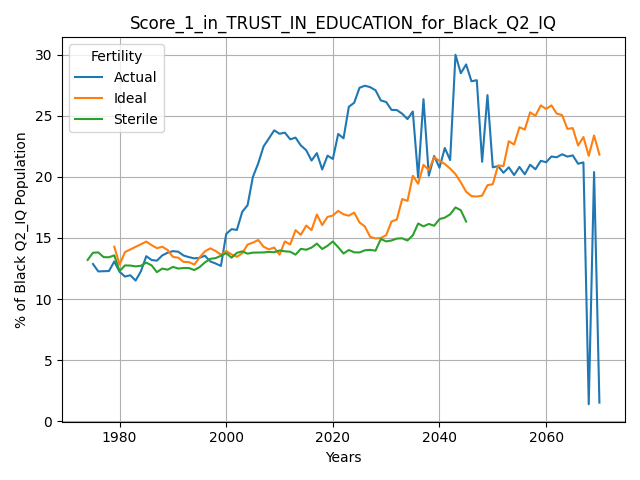 Score_1_in_TRUST_IN_EDUCATION_for_Black_Q2_IQ
Fertility
Actual
Ideal
Sterile
% of Black Q2_IQ Population
30
25
20
15
10
5
0
1980 2000 2020 2040 2060
Years